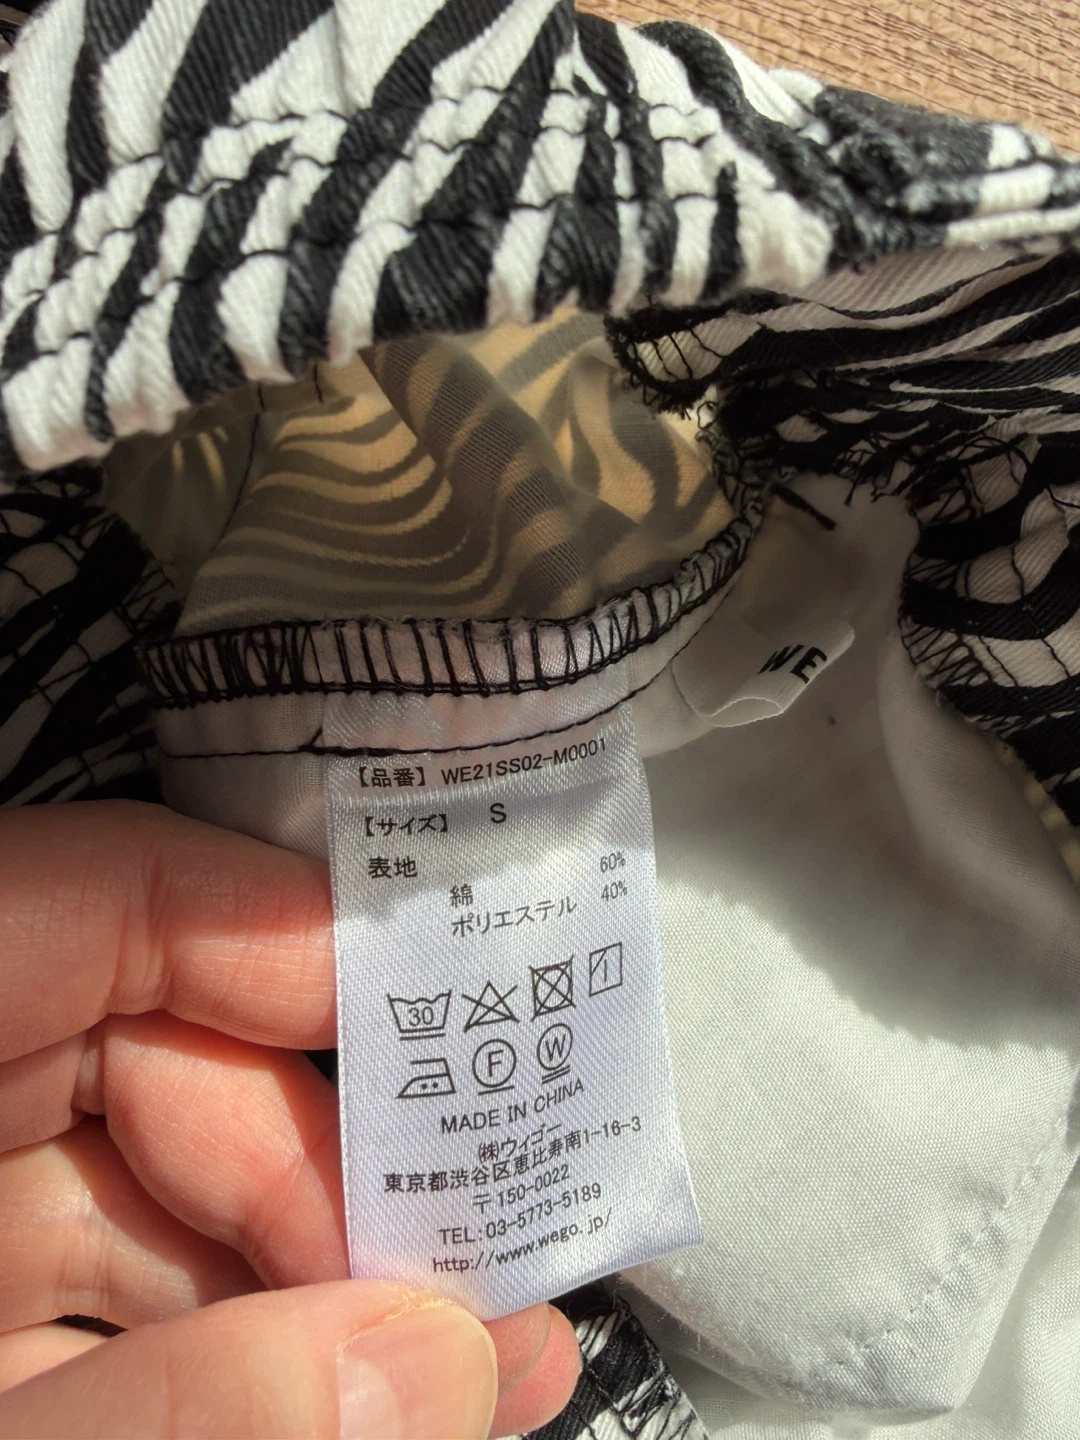 WE
【品番】 WE21SS02-M0001
【サイズ】 S
表地
綿 60%
ポリエステル 40%
30
F W
MADE IN CHINA
㈱ウィゴー
東京都渋谷区恵比寿南1-16-3
〒150-0022
TEL:03-5773-5189
http://www.wego.jp/